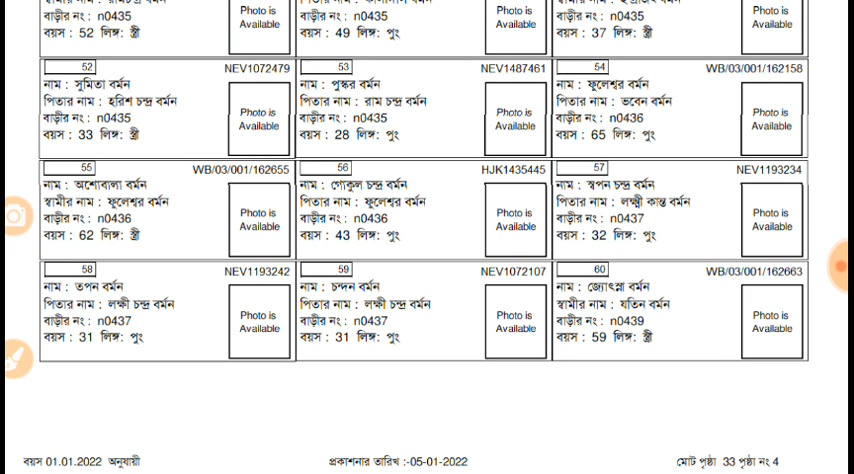 বাড়ীর নং : n0435
বয়স : 52 লিঙ্গ: স্ত্রী
Photo is
Available
বাড়ীর নং : n0435
বয়স : 49 লিঙ্গ: পুং
Photo is
Available
বাড়ীর নং : n0435
বয়স : 37 লিঙ্গ: স্ত্রী
Photo is
Available
52 NEV1072479
নাম : সুমিতা বর্মন
পিতার নাম : হরিশ চন্দ্র বর্মন
বাড়ীর নং : n0435
বয়স : 33 লিঙ্গ: স্ত্রী
Photo is
Available
53 NEV1487461
নাম : পুস্কর বর্মন
পিতার নাম : রাম চন্দ্র বর্মন
বাড়ীর নং : n0435
বয়স : 28 লিঙ্গ: পুং
Photo is
Available
54 WB/03/001/162158
নাম : ফুলেশ্বর বর্মন
পিতার নাম : ভবেন বর্মন
বাড়ীর নং : n0436
বয়স : 65 লিঙ্গ: পুং
Photo is
Available
55 WB/03/001/162655
নাম : অশোবালা বর্মন
স্বামীর নাম : ফুলেশ্বর বর্মন
বাড়ীর নং : n0436
বয়স : 62 লিঙ্গ: স্ত্রী
Photo is
Available
56 HJK1435445
নাম : গোকুল চন্দ্র বর্মন
পিতার নাম : ফুলেশ্বর বর্মন
বাড়ীর নং : n0436
বয়স : 43 লিঙ্গ: পুং
Photo is
Available
57 NEV1193234
নাম : স্বপন চন্দ্র বর্মন
পিতার নাম : লক্ষ্মী কান্ত বর্মন
বাড়ীর নং : n0437
বয়স : 32 লিঙ্গ: পুং
Photo is
Available
58 NEV1193242
নাম : তপন বর্মন
পিতার নাম : লক্ষী চন্দ্র বর্মন
বাড়ীর নং : n0437
বয়স : 31 লিঙ্গ: পুং
Photo is
Available
59 NEV1072107
নাম : চন্দন বর্মন
পিতার নাম : লক্ষী চন্দ্র বর্মন
বাড়ীর নং : n0437
বয়স : 31 লিঙ্গ: পুং
Photo is
Available
60 WB/03/001/162663
নাম : জ্যোৎস্না বর্মন
স্বামীর নাম : যতিন বর্মন
বাড়ীর নং : n0439
বয়স : 59 লিঙ্গ: স্ত্রী
Photo is
Available
বয়স 01.01.2022 অনুযায়ী প্রকাশনার তারিখ :-05-01-2022 মোট পৃষ্ঠা 33 পৃষ্ঠা নং 4